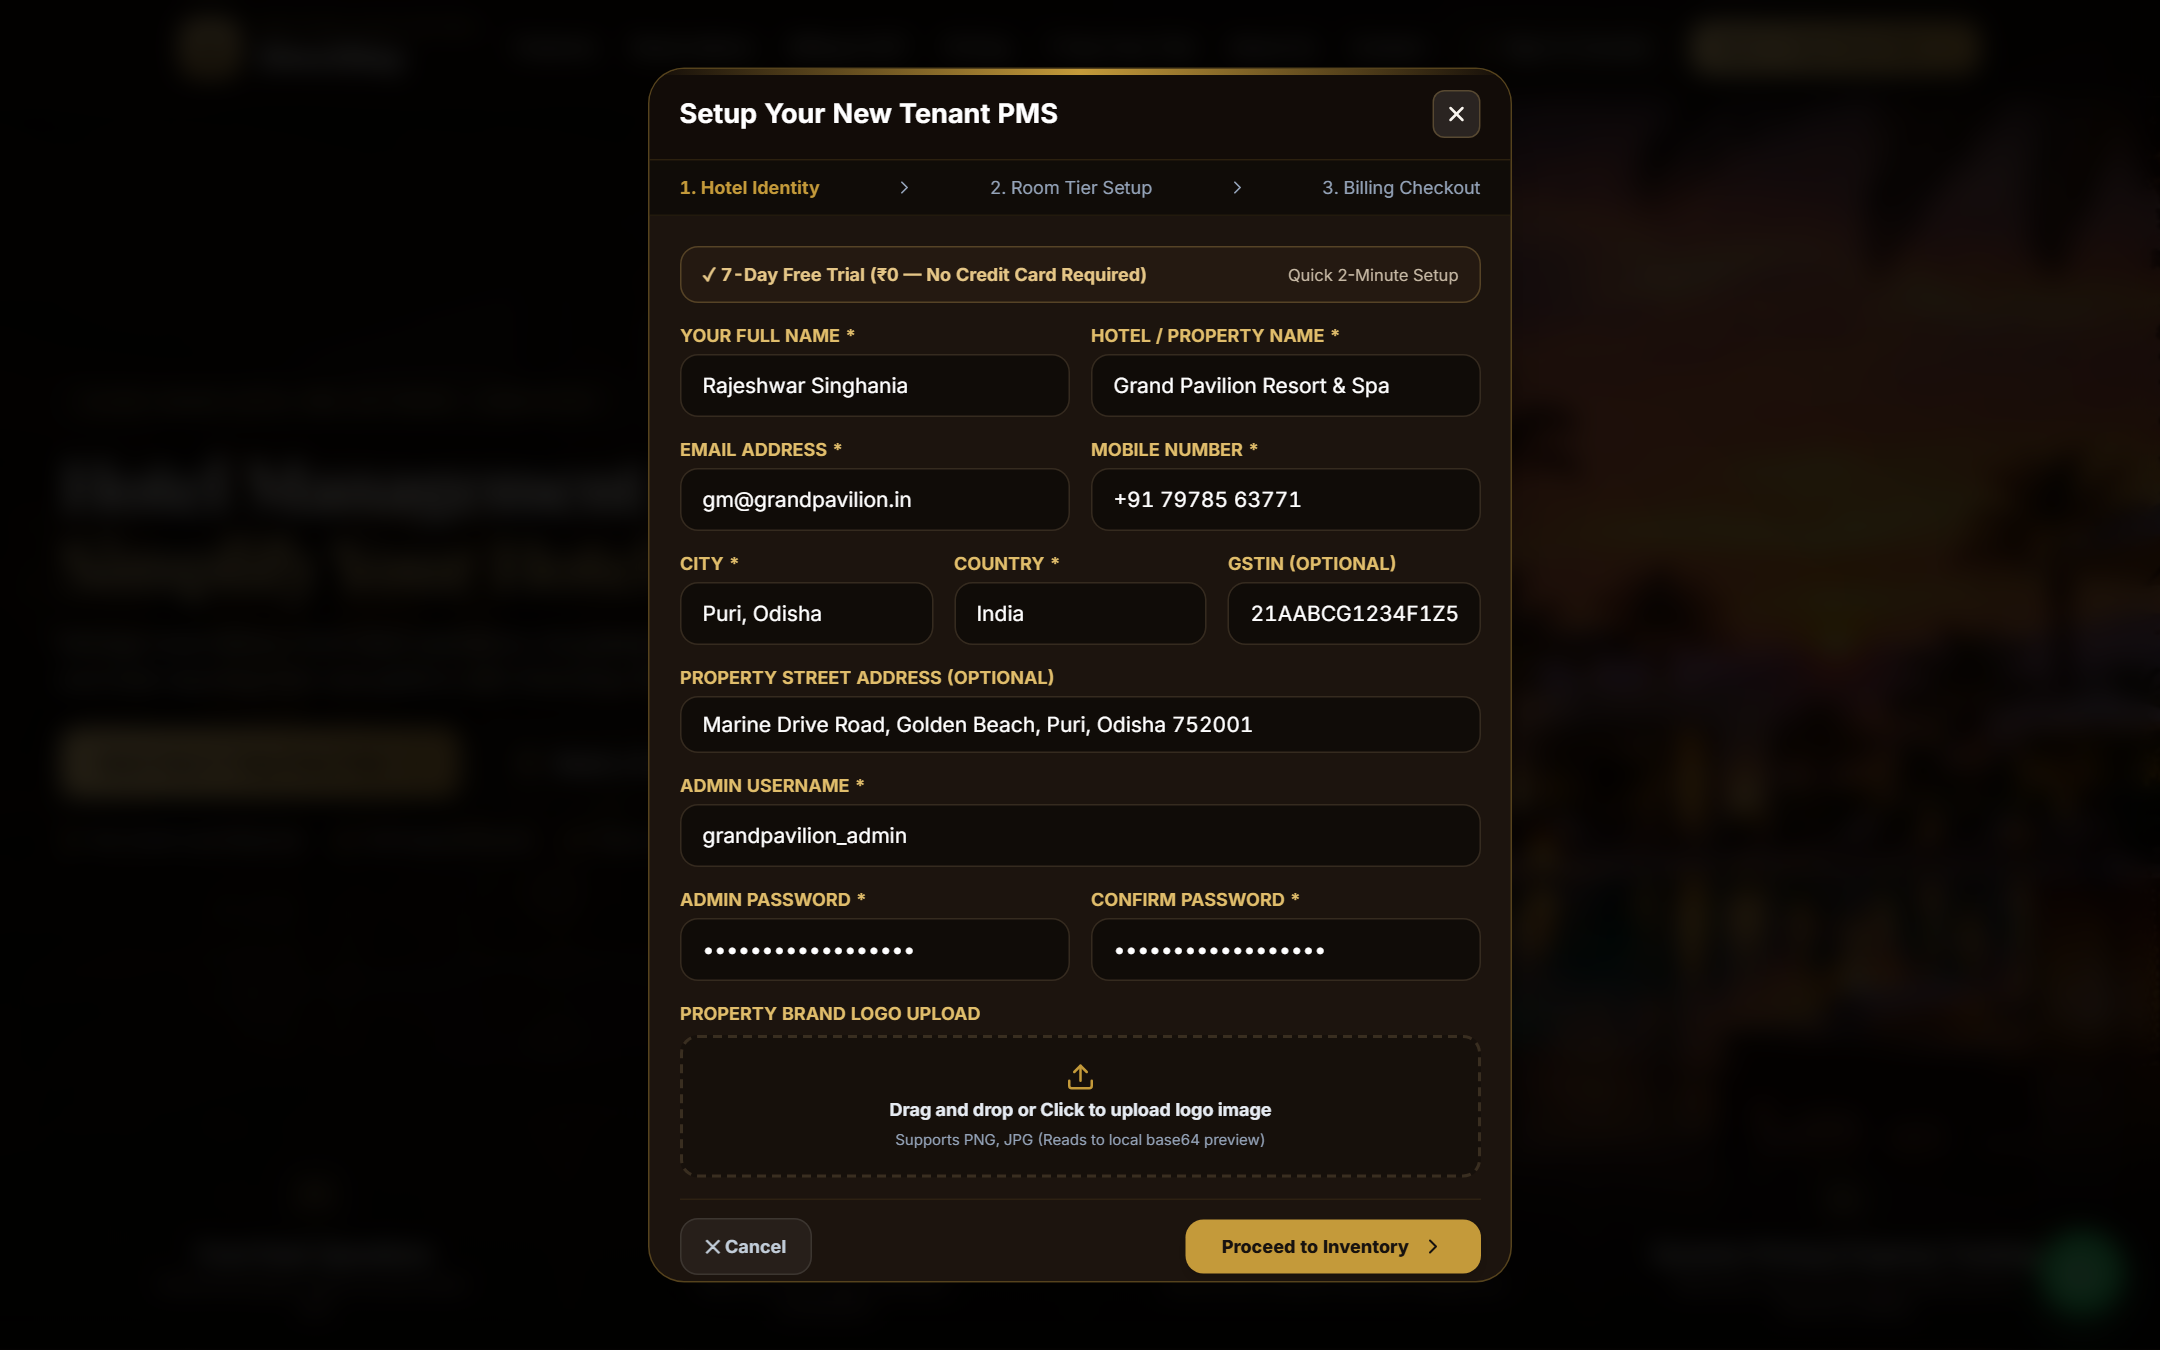 Setup Your New Tenant PMS
1. Hotel Identity
2. Room Tier Setup
3. Billing Checkout
✓ 7-Day Free Trial (₹0 — No Credit Card Required)
Quick 2-Minute Setup
YOUR FULL NAME *
HOTEL / PROPERTY NAME *
Rajeshwar Singhania
Grand Pavilion Resort & Spa
EMAIL ADDRESS *
MOBILE NUMBER *
gm@grandpavilion.in
+91 79785 63771
CITY *
COUNTRY *
GSTIN (OPTIONAL)
Puri, Odisha
India
21AABCG1234F1Z5
PROPERTY STREET ADDRESS (OPTIONAL)
Marine Drive Road, Golden Beach, Puri, Odisha 752001
ADMIN USERNAME *
grandpavilion_admin
ADMIN PASSWORD *
CONFIRM PASSWORD *
••••••••••••••••••
••••••••••••••••••
PROPERTY BRAND LOGO UPLOAD
Drag and drop or Click to upload logo image
Supports PNG, JPG (Reads to local base64 preview)
Cancel
Proceed to Inventory
Hotel Management